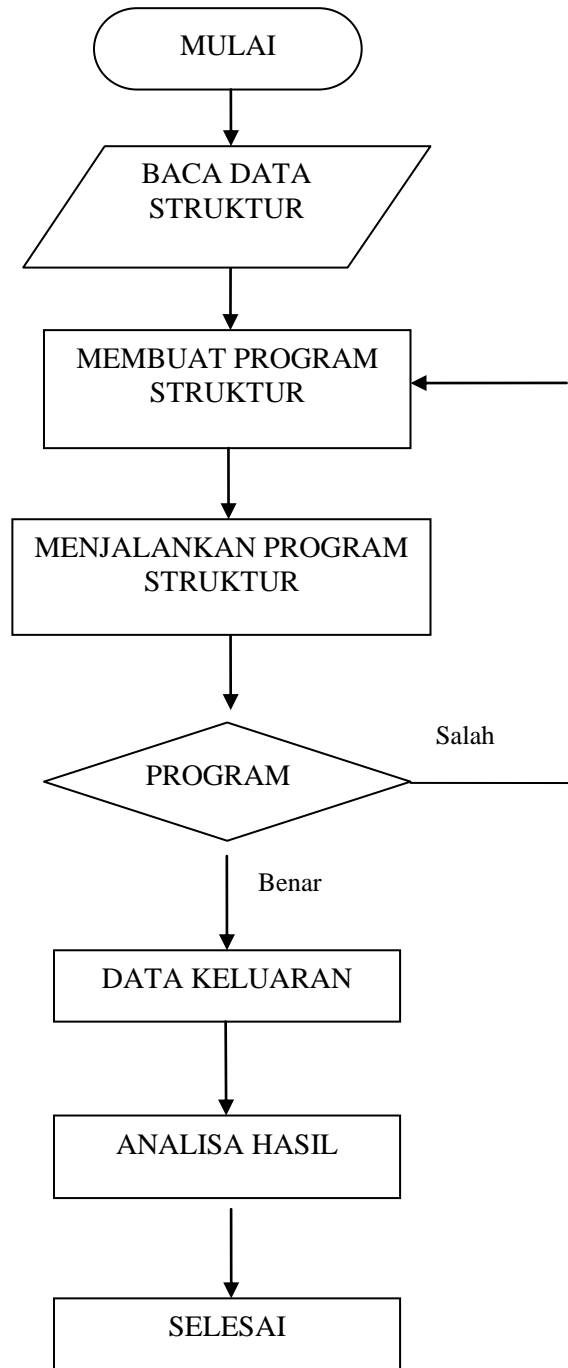 MULAI
BACA DATA
STRUKTUR
MEMBUAT PROGRAM
STRUKTUR
MENJALANKAN PROGRAM
STRUKTUR
Salah
PROGRAM
Benar
DATA KELUARAN
ANALISA HASIL
SELESAI